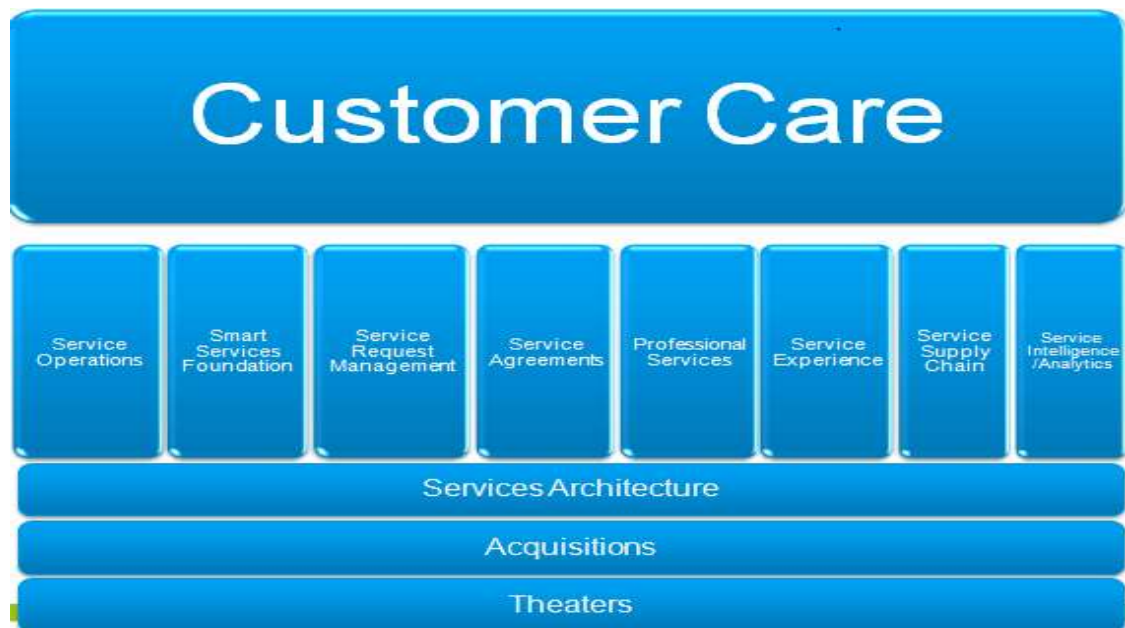 Customer Care
Service
Operations
Smart
Services
Foundation
Service
Request
Management
Service
Agreements
Professional
Services
Service
Experience
Service
Supply
Chain
Service
Intelligence
/Analytics
Services Architecture
Acquisitions
Theaters